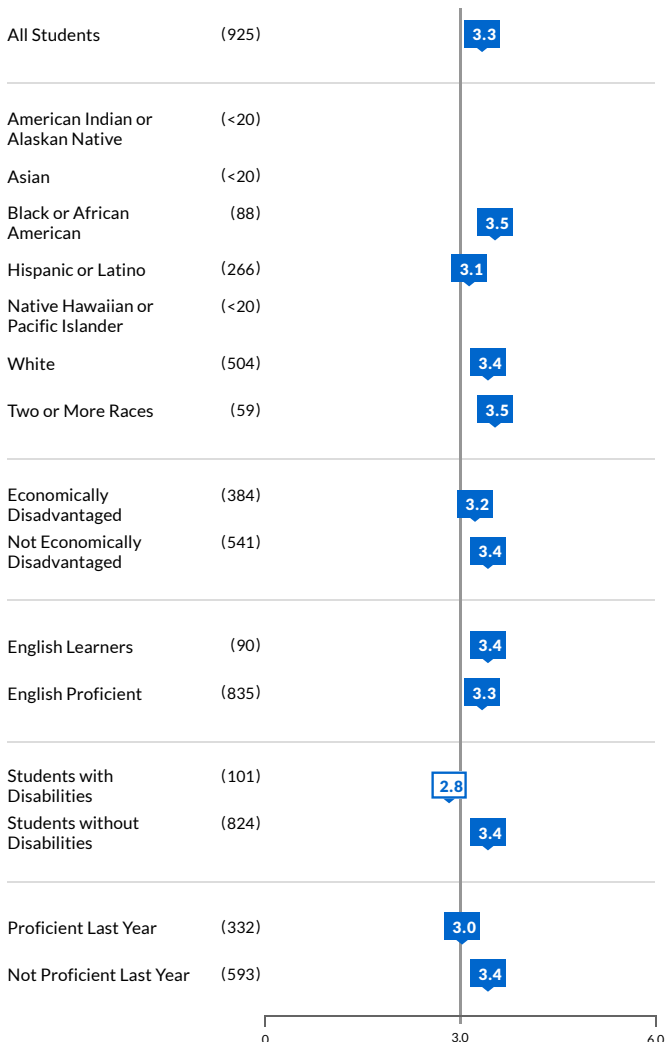 All Students (925) 3.3
American Indian or
Alaskan Native (<20)
Asian (<20)
Black or African
American (88) 3.5
Hispanic or Latino (266) 3.1
Native Hawaiian or
Pacific Islander (<20)
White (504) 3.4
Two or More Races (59) 3.5
Economically
Disadvantaged (384) 3.2
Not Economically
Disadvantaged (541) 3.4
English Learners (90) 3.4
English Proficient (835) 3.3
Students with
Disabilities (101) 2.8
Students without
Disabilities (824) 3.4
Proficient Last Year (332) 3.0
Not Proficient Last Year (593) 3.4
0 3.0 6.0